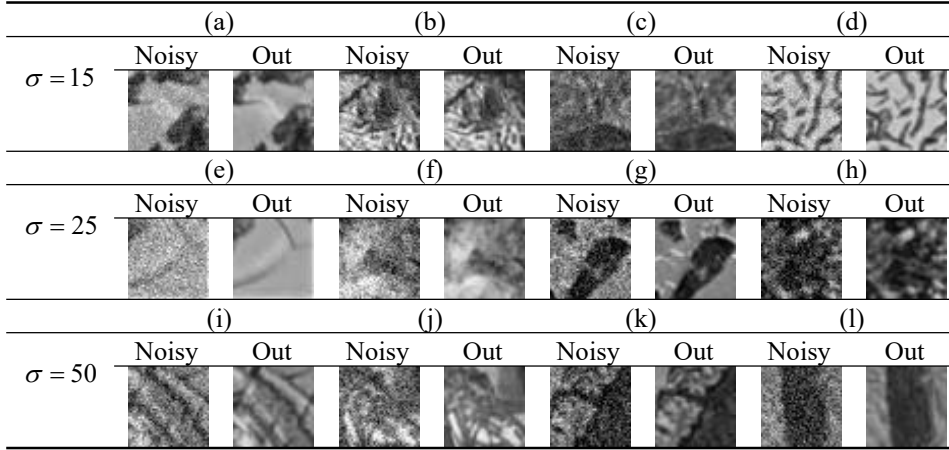 (a) (b) (c) (d)
Noisy Out Noisy Out Noisy Out Noisy Out
σ = 15
(e) (f) (g) (h)
Noisy Out Noisy Out Noisy Out Noisy Out
σ = 25
(i) (j) (k) (l)
Noisy Out Noisy Out Noisy Out Noisy Out
σ = 50